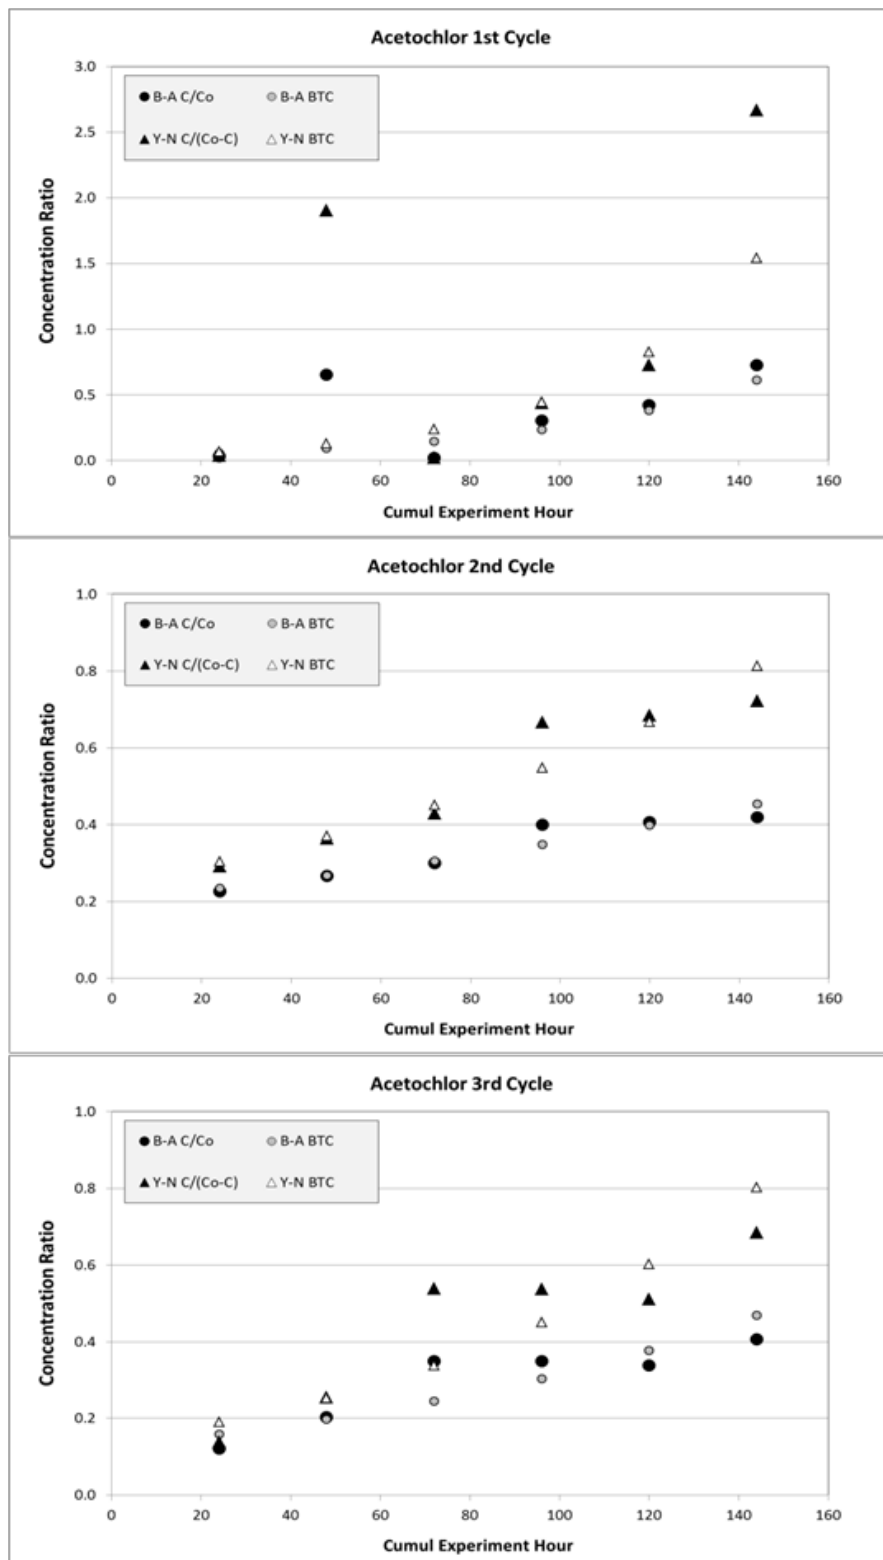 Acetochlor 1st Cycle
3.0
2.5
2.0
1.5
1.0
0.5
0.0
Concentration Ratio
B-A C/Co B-A BTC
Y-N C/(Co-C) Y-N BTC
0 20 40 60 80 100 120 140 160
Cumul Experiment Hour
Acetochlor 2nd Cycle
1.0
0.8
0.6
0.4
0.2
0.0
Concentration Ratio
B-A C/Co B-A BTC
Y-N C/(Co-C) Y-N BTC
0 20 40 60 80 100 120 140 160
Cumul Experiment Hour
Acetochlor 3rd Cycle
1.0
0.8
0.6
0.4
0.2
0.0
Concentration Ratio
B-A C/Co B-A BTC
Y-N C/(Co-C) Y-N BTC
0 20 40 60 80 100 120 140 160
Cumul Experiment Hour